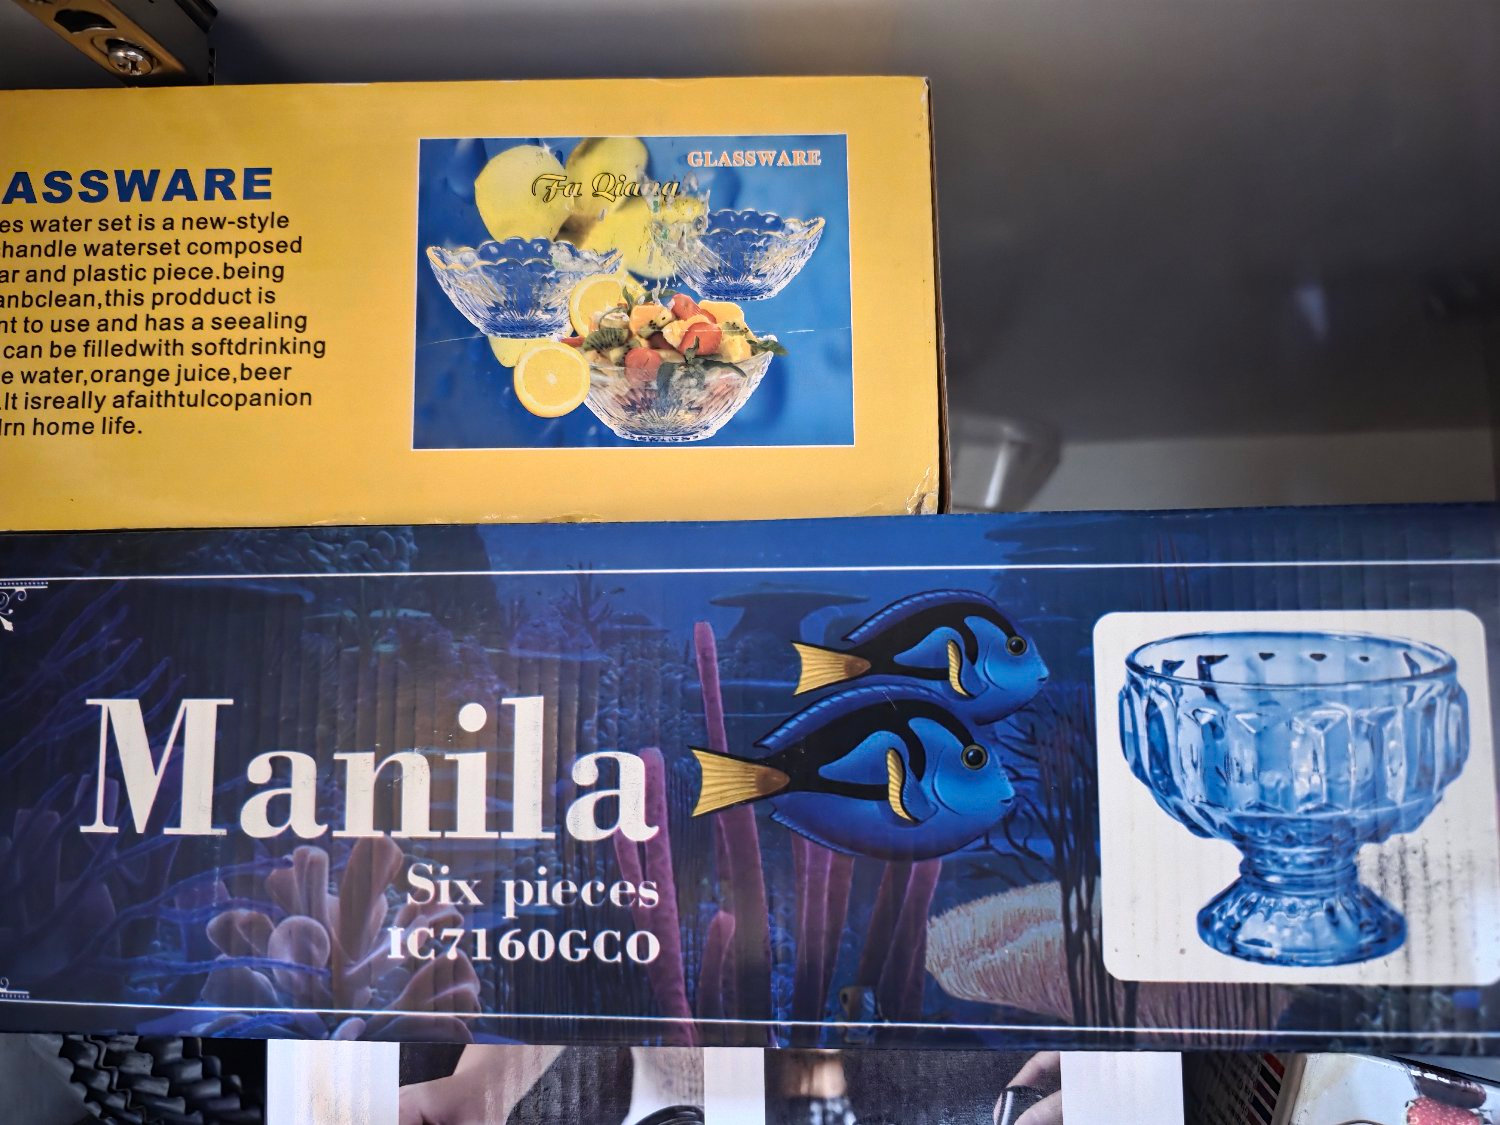 ASSWARE
es water set is a new-style
handle waterset composed
ar and plastic piece.being
anbclean,this prodduct is
nt to use and has a seealing
can be filledwith softdrinking
e water,orange juice,beer
.It isreally afaithtulcopanion
rn home life.
GLASSWARE
Fa Qiang
Manila
Six pieces
IC7160GCO